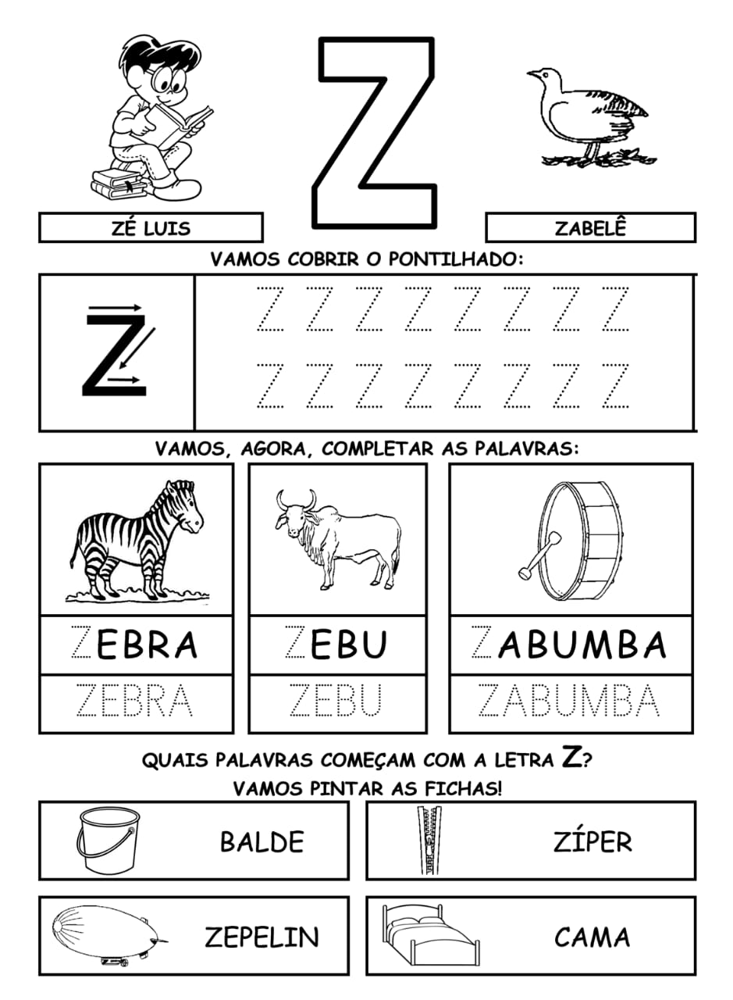 Z
ZÉ LUIS
ZABELÊ
VAMOS COBRIR O PONTILHADO:
Z Z Z Z Z Z Z Z Z
Z Z Z Z Z Z Z Z
VAMOS, AGORA, COMPLETAR AS PALAVRAS:
ZEBRA ZEBU ZABUMBA
ZEBRA ZEBU ZABUMBA
QUAIS PALAVRAS COMEÇAM COM A LETRA Z?
VAMOS PINTAR AS FICHAS!
BALDE ZÍPER
ZEPELIN CAMA